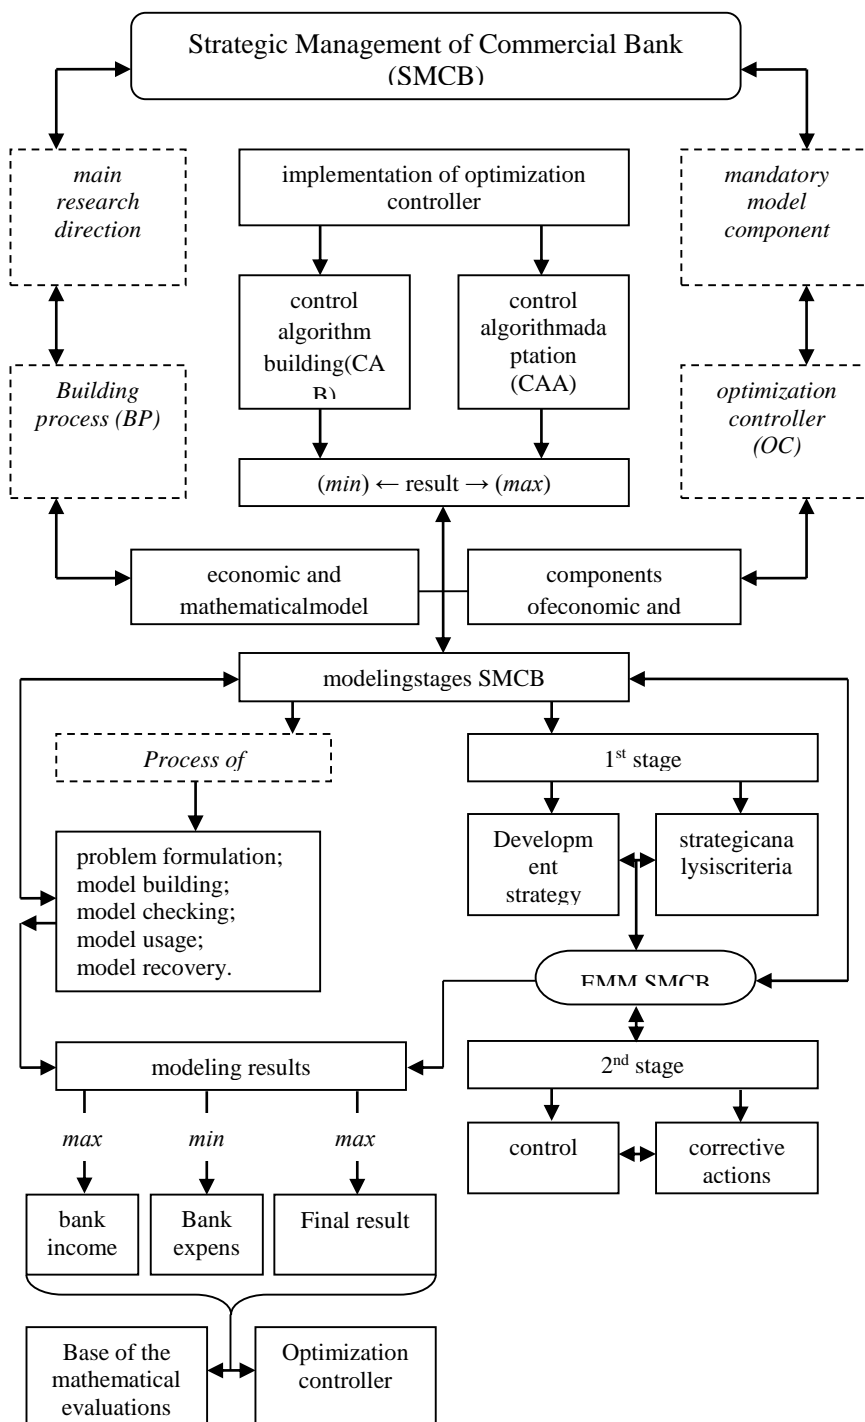 Strategic Management of Commercial Bank
(SMCB)
main
research
direction
implementation of optimization
controller
mandatory
model
component
control
algorithm
building(CA
B)
control
algorithmada
ptation
(CAA)
Building
process (BP)
optimization
controller
(OC)
(min) ← result → (max)
economic and
mathematicalmodel
components
ofeconomic and
modelingstages SMCB
Process of
1st stage
problem formulation;
model building;
model checking;
model usage;
model recovery.
Developm
ent
strategy
strategicana
lysiscriteria
EMM SMCB
modeling results
2nd stage
max
min
max
control
corrective
actions
bank
income
Bank
expens
Final result
Base of the
mathematical
evaluations
Optimization
controller